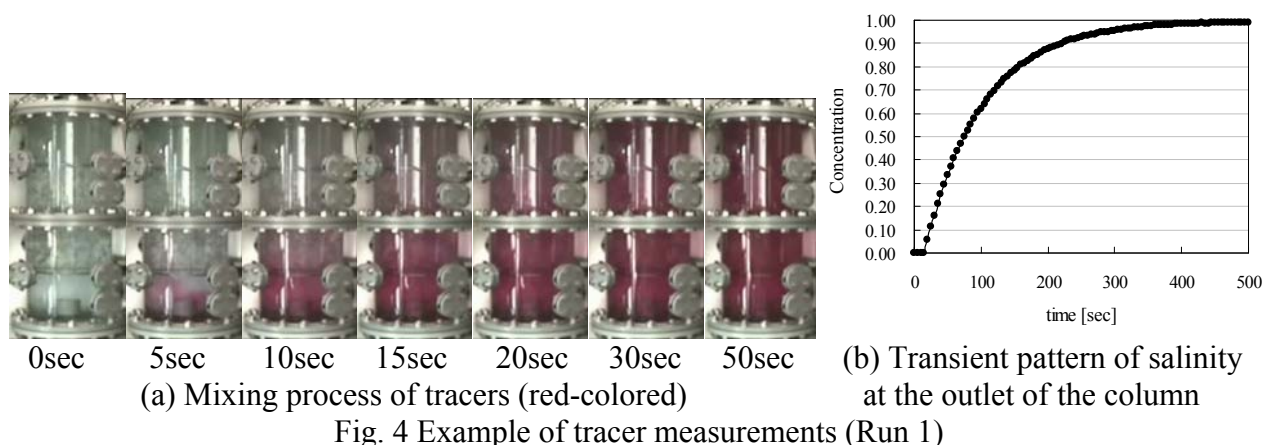 1.00
0.90
0.80
0.70
0.60
0.50
0.40
0.30
0.20
0.10
0.00
Concentration
0 100 200 300 400 500
time [sec]
0sec 5sec 10sec 15sec 20sec 30sec 50sec
(a) Mixing process of tracers (red-colored)
(b) Transient pattern of salinity
at the outlet of the column
Fig. 4 Example of tracer measurements (Run 1)